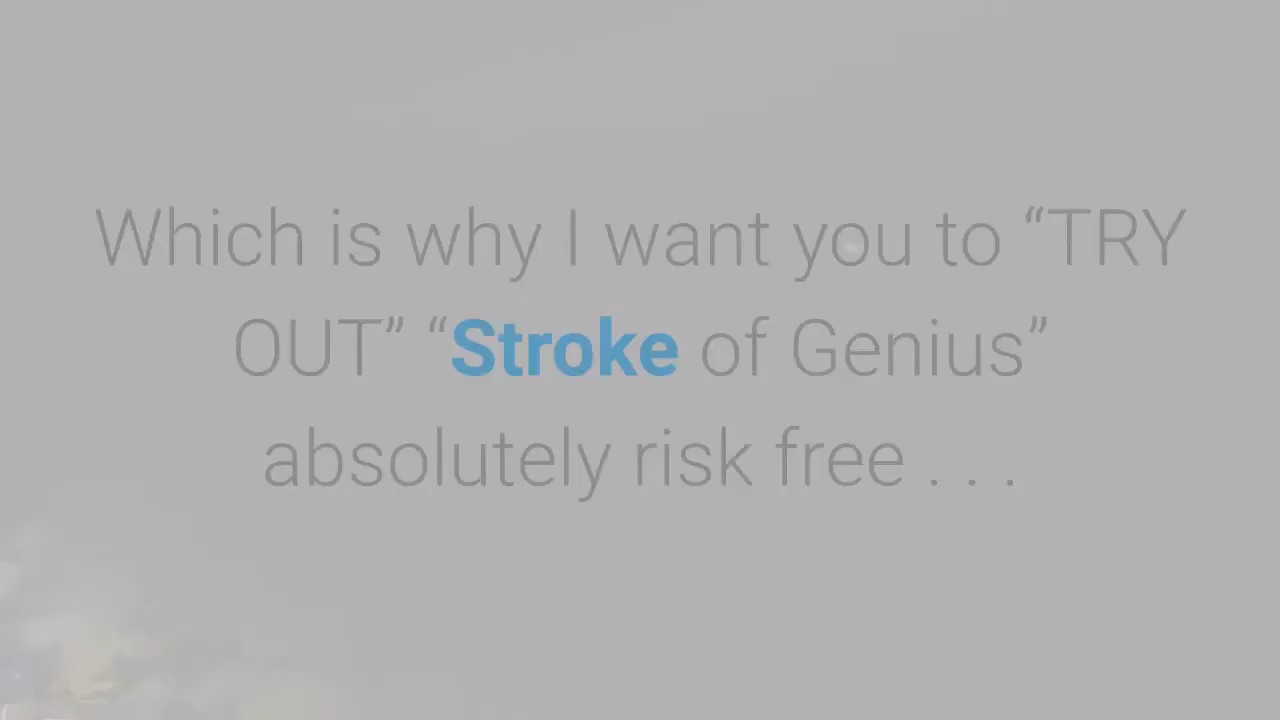 Which is why I want you to “TRY
OUT” “Stroke of Genius”
absolutely risk free . . .